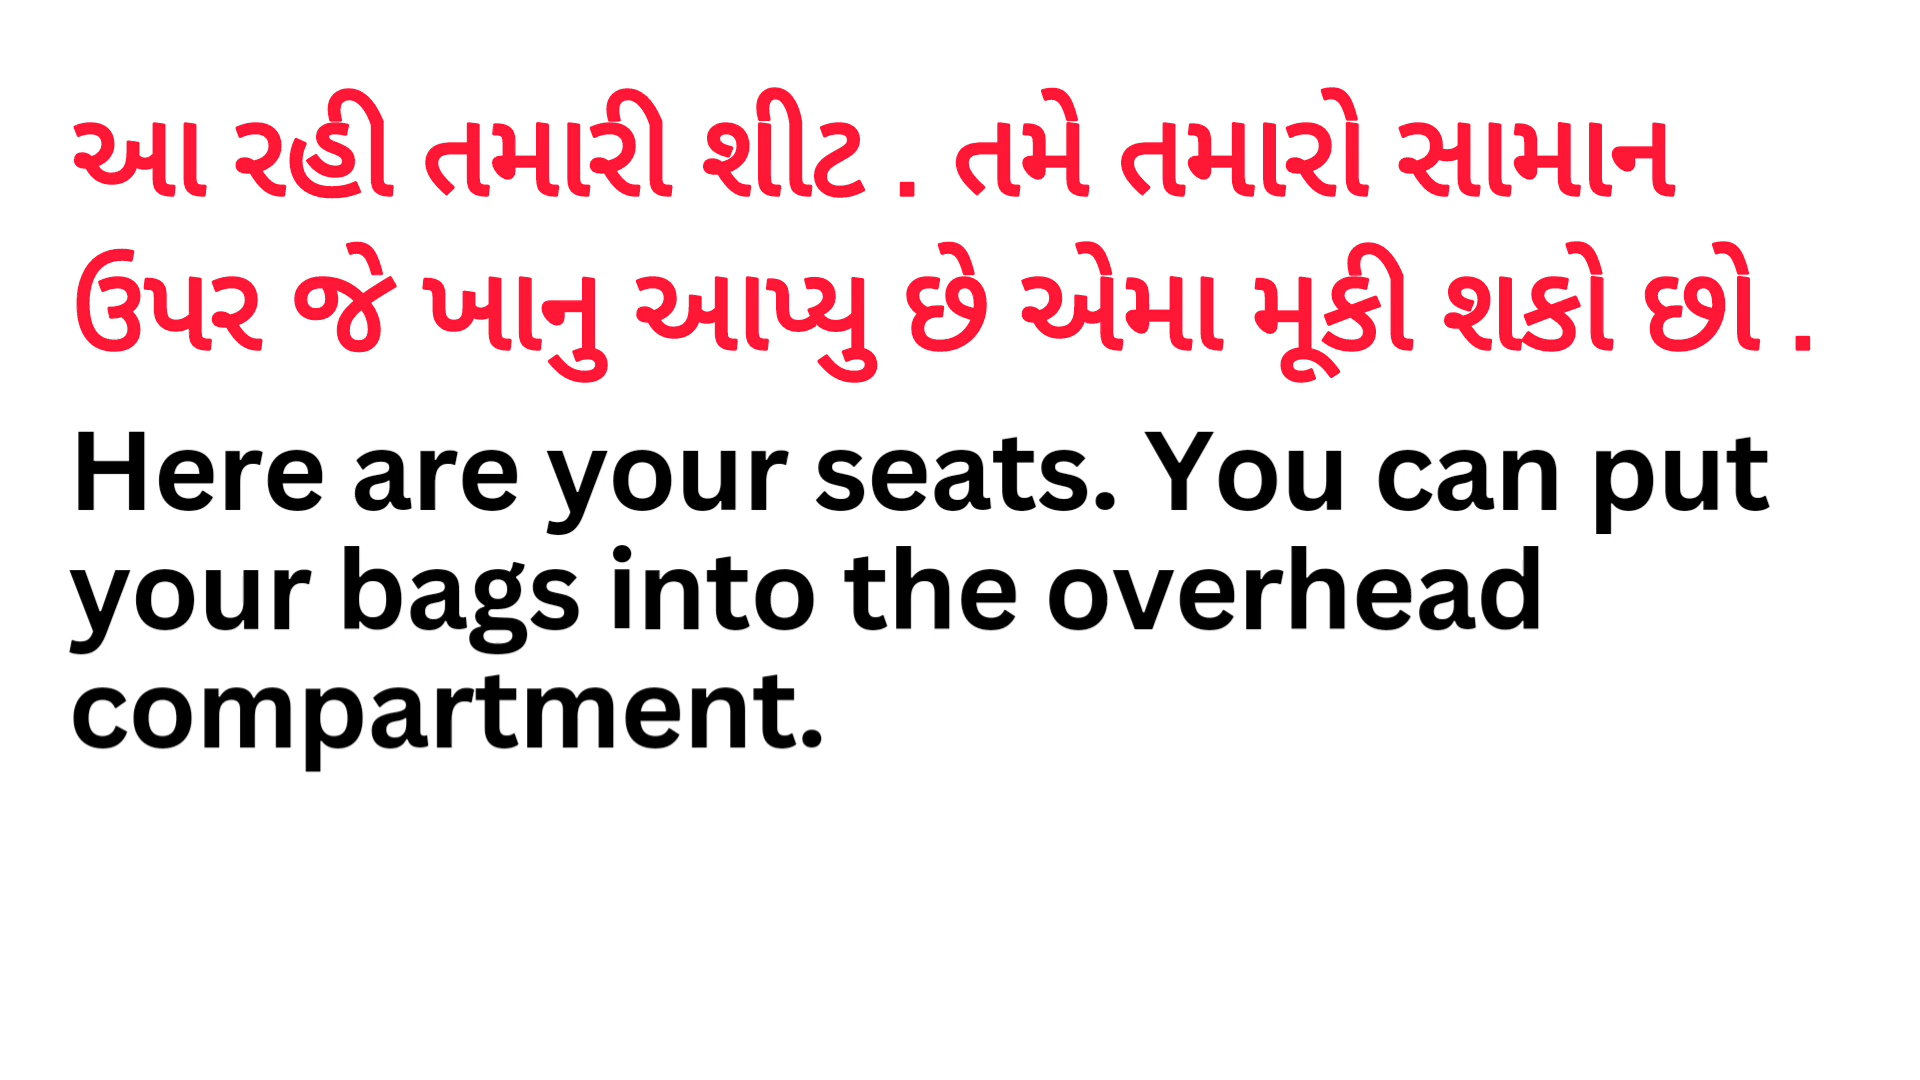 આ રહી તમારી શીટ . તમે તમારો સામાન
ઉપર જે ખાનુ આપ્યુ છે એમા મૂકી શકો છો .
Here are your seats. You can put
your bags into the overhead
compartment.